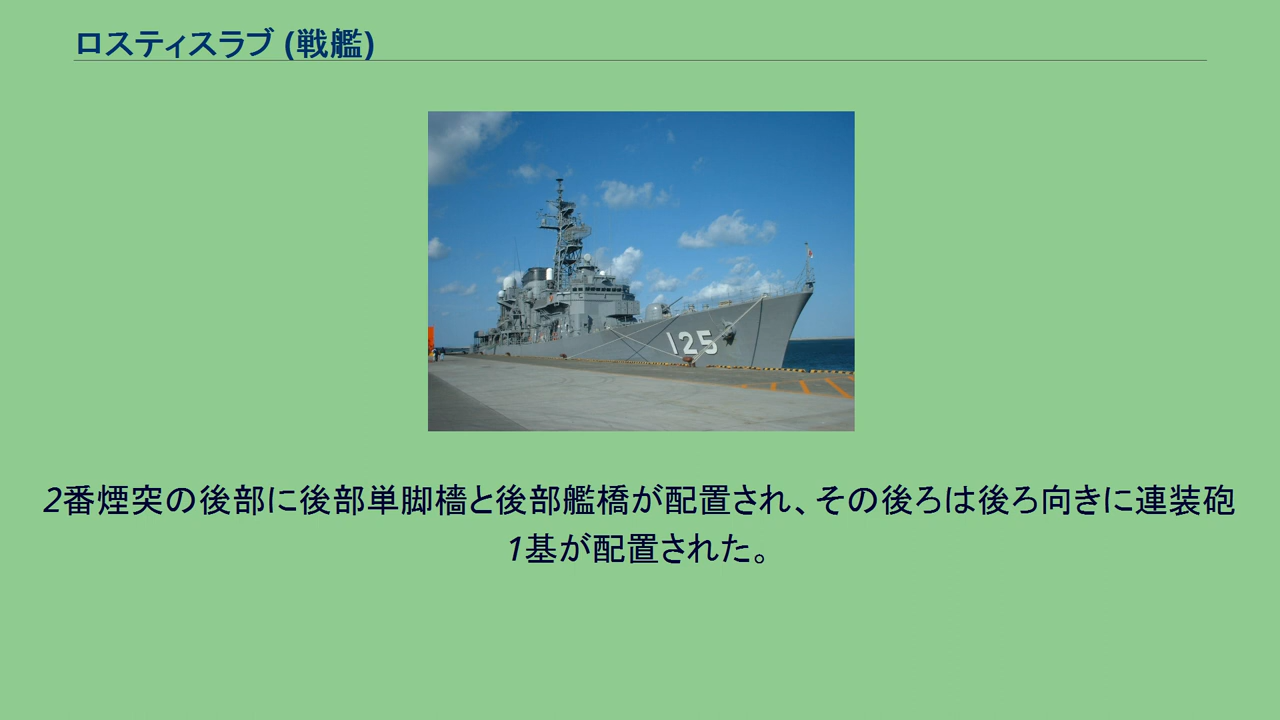 ロスティスラブ (戦艦)
125
2番煙突の後部に後部単脚檣と後部艦橋が配置され、その後ろは後ろ向きに連装砲
1基が配置された。